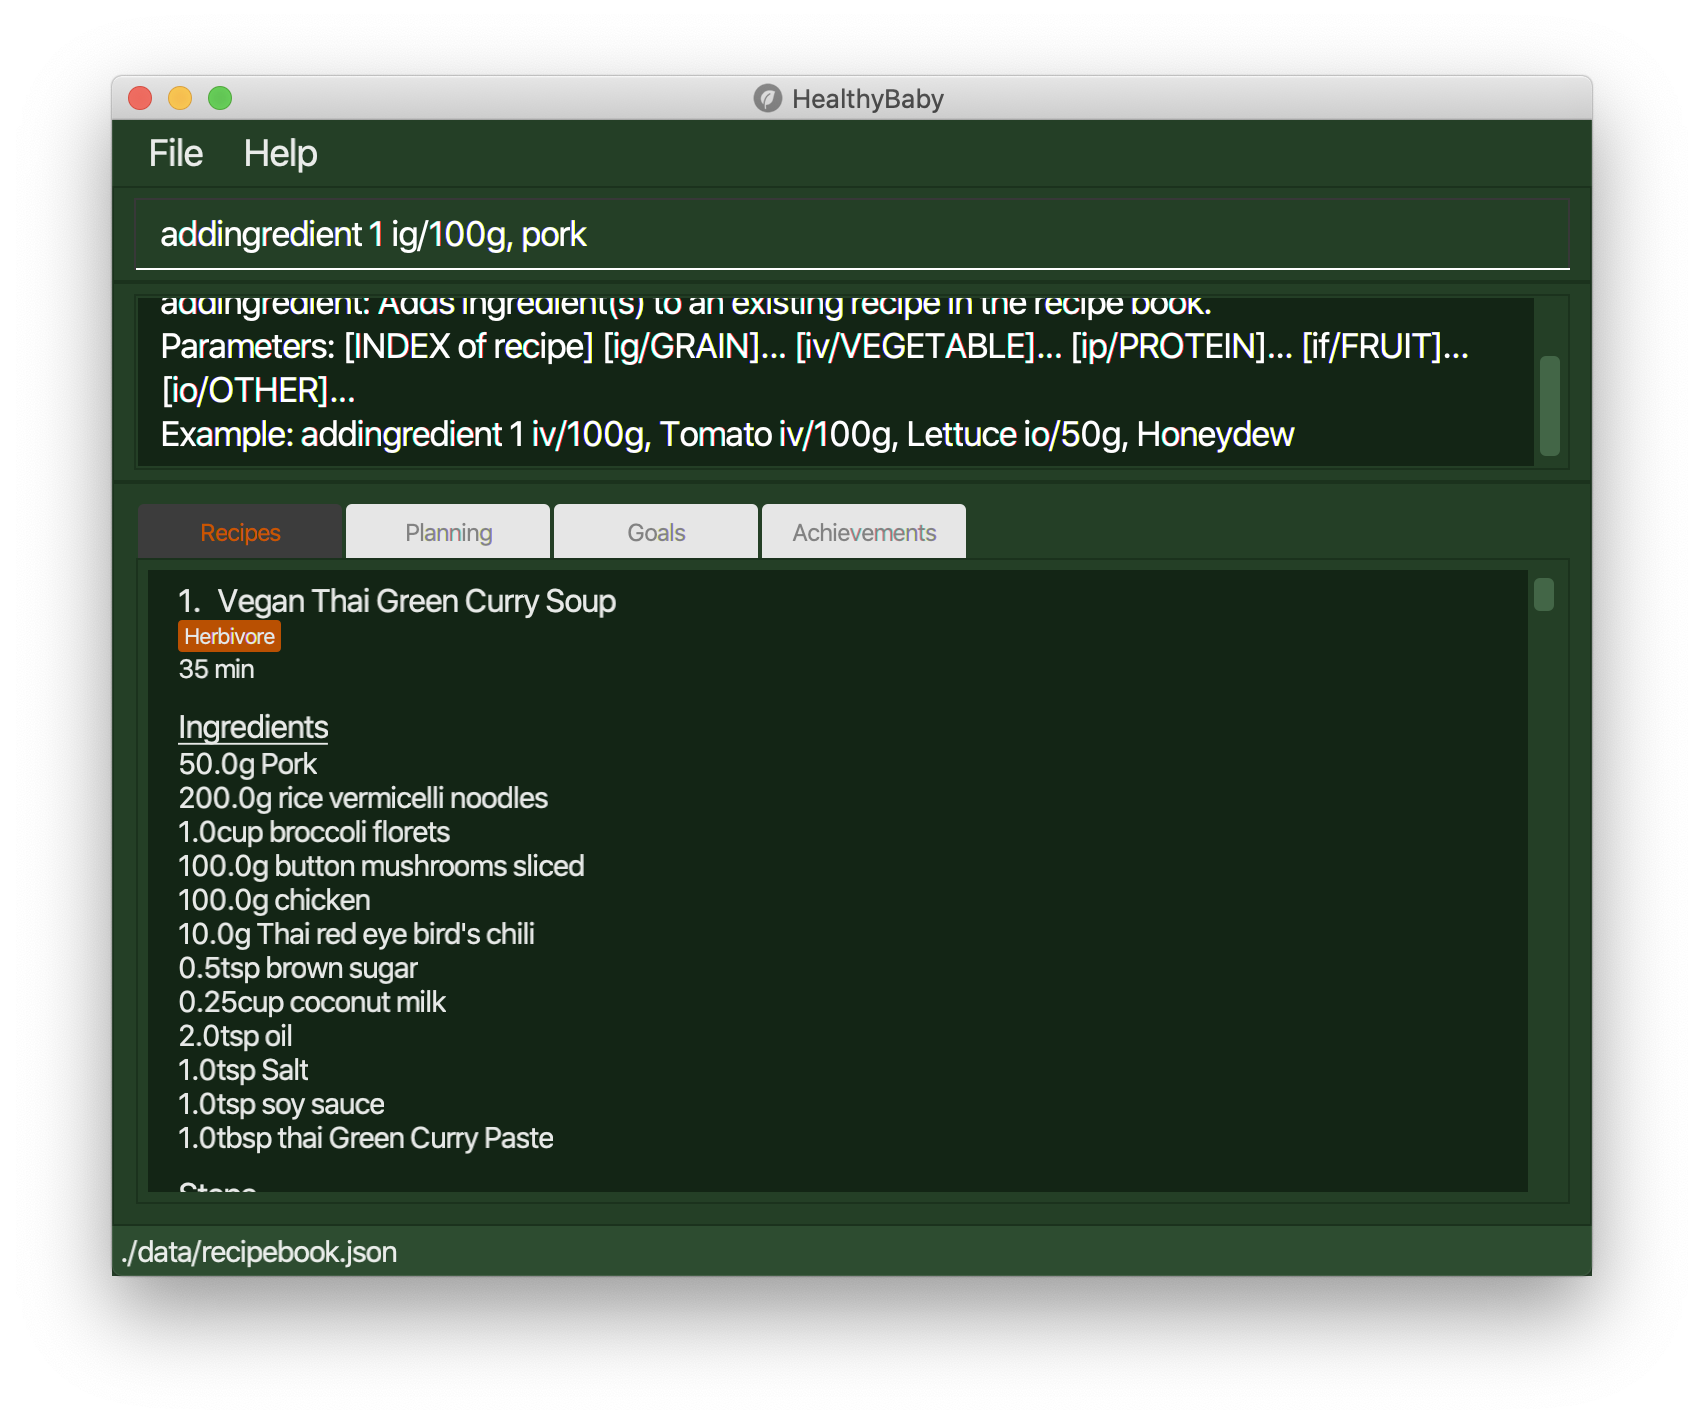 HealthyBaby
File Help
addingredient 1 ig/100g, pork
addingredient: Adds ingredient(s) to an existing recipe in the recipe book.
Parameters: [INDEX of recipe] [ig/GRAIN]... [iv/VEGETABLE]... [ip/PROTEIN]... [if/FRUIT]...
[io/OTHER]...
Example: addingredient 1 iv/100g, Tomato iv/100g, Lettuce io/50g, Honeydew
Recipes Planning Goals Achievements
1. Vegan Thai Green Curry Soup
Herbivore
35 min
Ingredients
50.0g Pork
200.0g rice vermicelli noodles
1.0cup broccoli florets
100.0g button mushrooms sliced
100.0g chicken
10.0g Thai red eye bird's chili
0.5tsp brown sugar
0.25cup coconut milk
2.0tsp oil
1.0tsp Salt
1.0tsp soy sauce
1.0tbsp thai Green Curry Paste
Steps
./data/recipebook.json